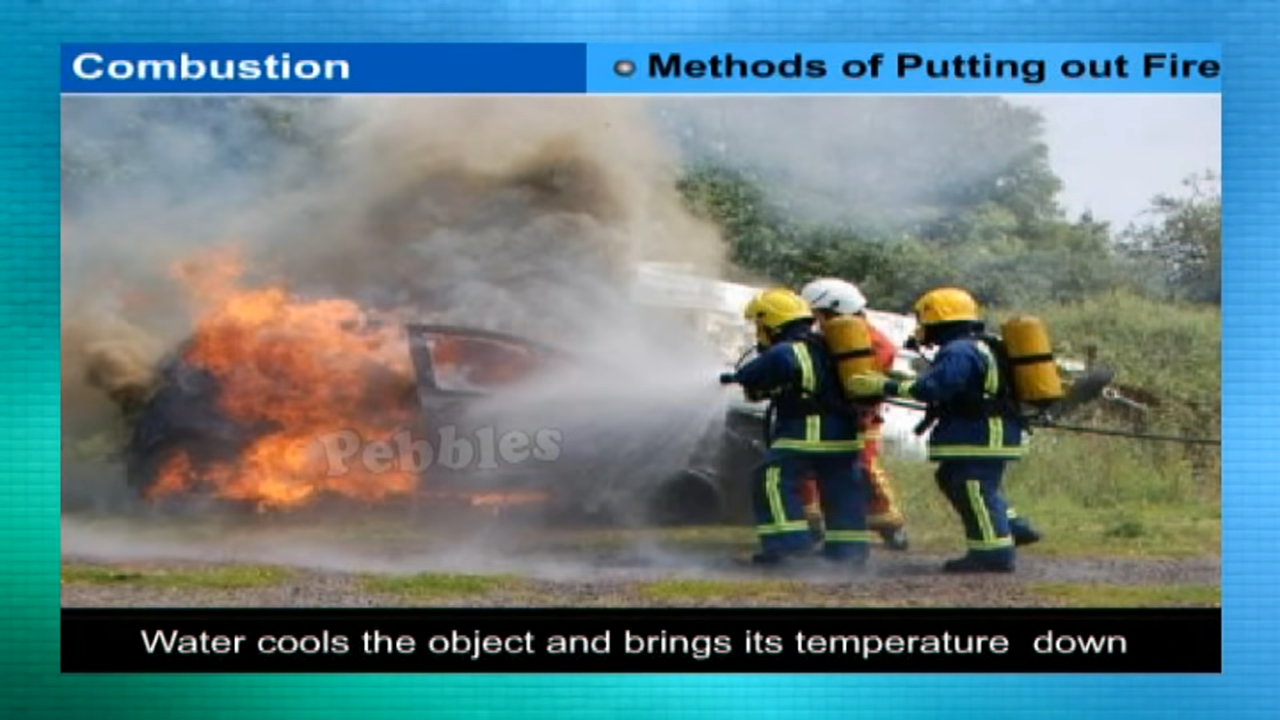 Combustion
Methods of Putting out Fire
Pebbles
Water cools the object and brings its temperature down